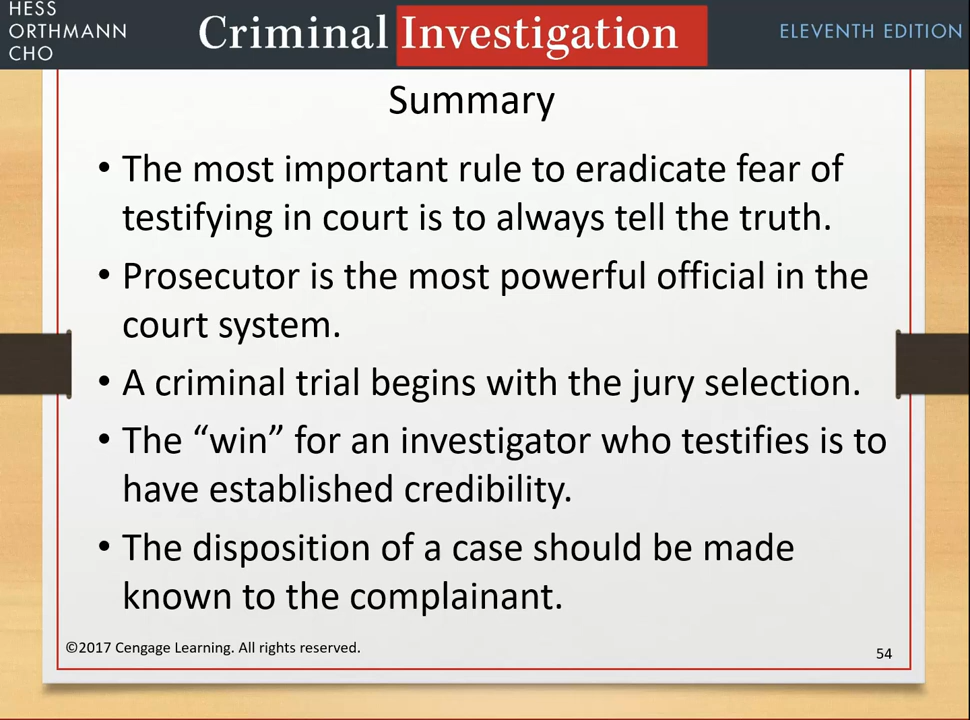 HESS
ORTHMANN
CHO
Criminal Investigation
ELEVENTH EDITION
Summary
• The most important rule to eradicate fear of
testifying in court is to always tell the truth.
• Prosecutor is the most powerful official in the
court system.
• A criminal trial begins with the jury selection.
• The “win” for an investigator who testifies is to
have established credibility.
• The disposition of a case should be made
known to the complainant.
©2017 Cengage Learning. All rights reserved.
54